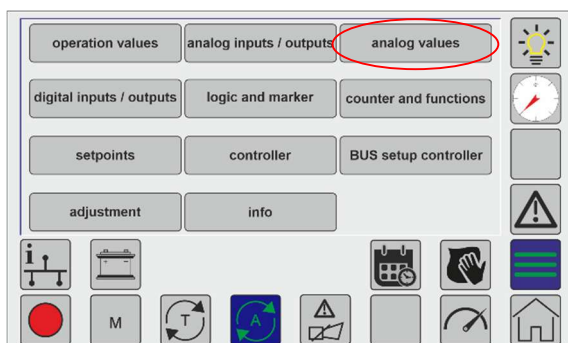 operation values
analog inputs / outputs
analog values
digital inputs / outputs
logic and marker
counter and functions
setpoints
controller
BUS setup controller
adjustment
info
i
M
T
A